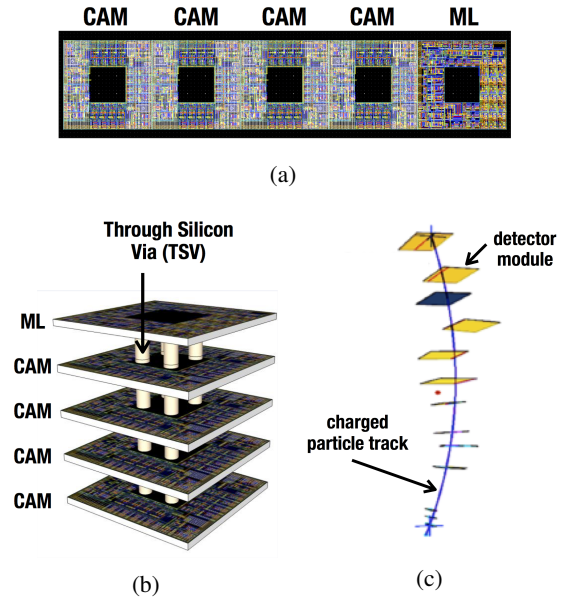 CAM CAM CAM CAM ML
(a)
Through Silicon
Via (TSV)
ML
CAM
CAM
CAM
CAM
(b)
detector
module
charged
particle track
(c)